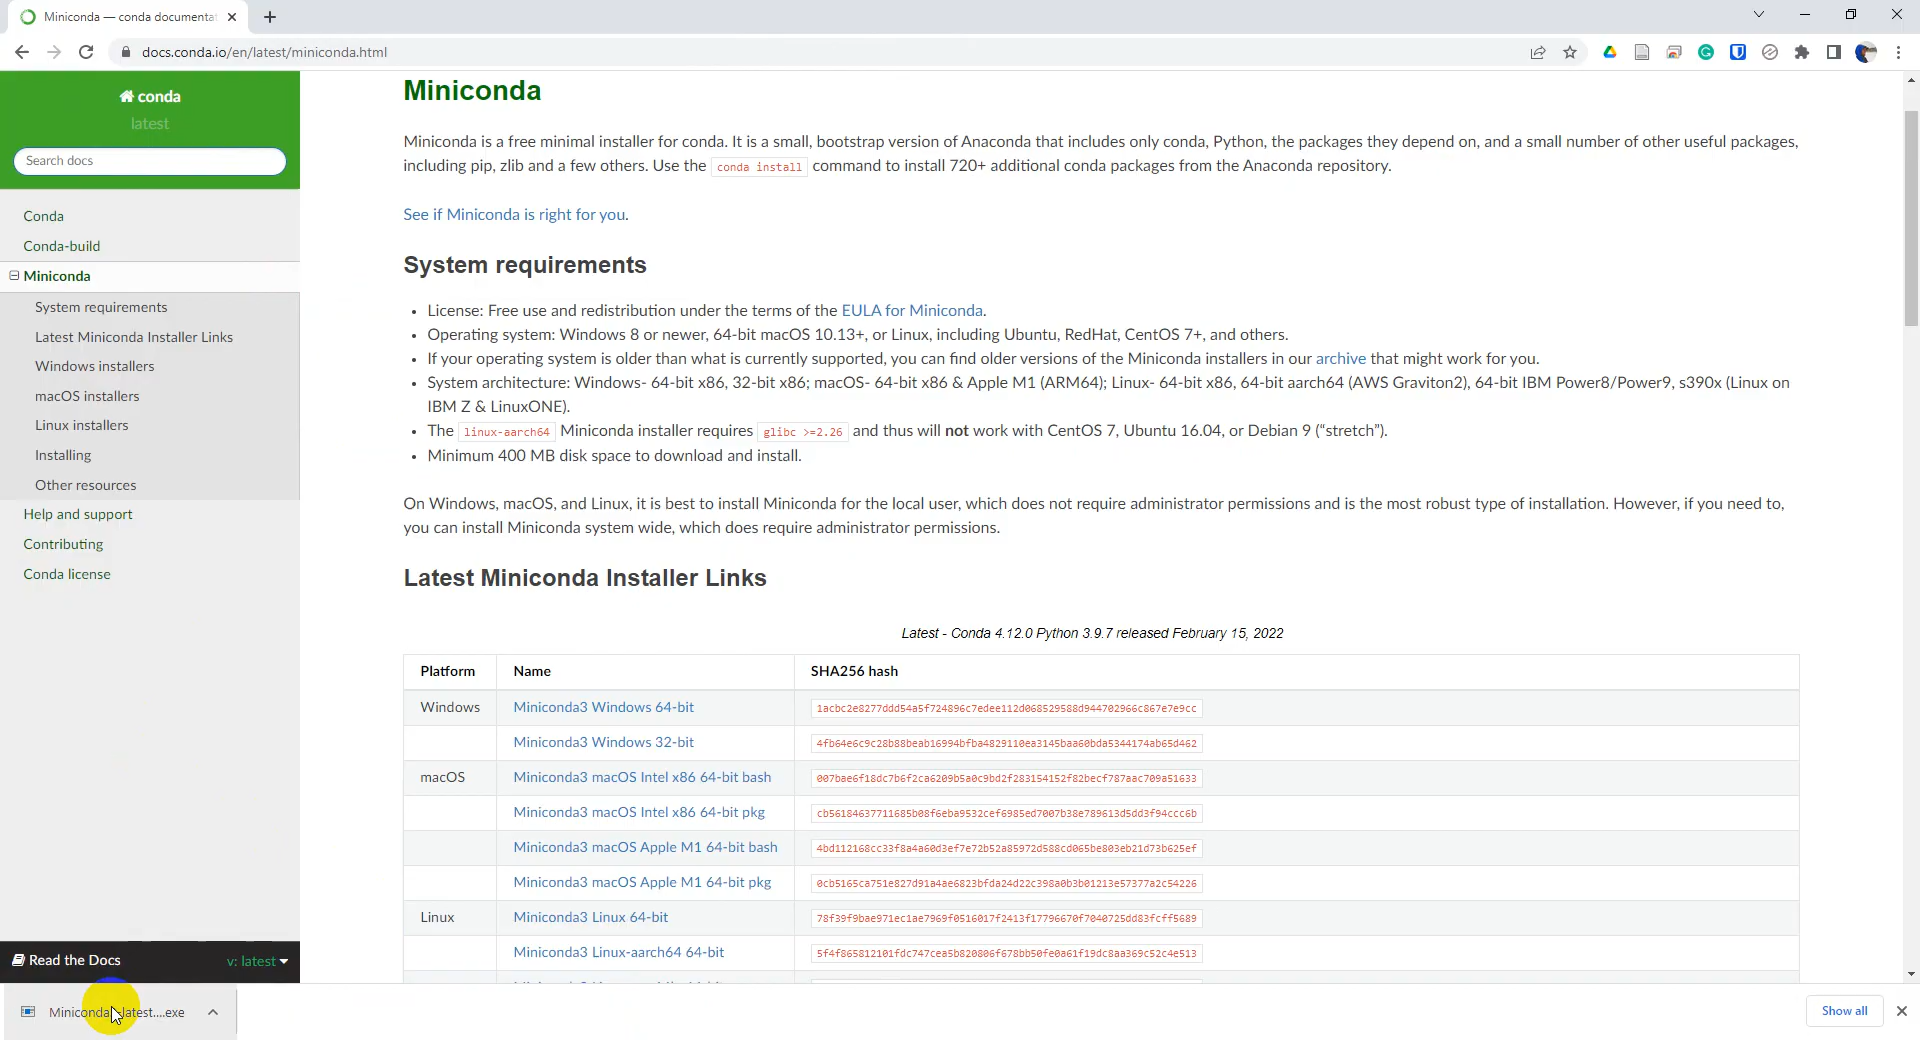 Miniconda — conda documentat
docs.conda.io/en/latest/miniconda.html
conda
latest
Search docs
Conda
Conda-build
Miniconda
System requirements
Latest Miniconda Installer Links
Windows installers
macOS installers
Linux installers
Installing
Other resources
Help and support
Contributing
Conda license
Read the Docs
v: latest
Miniconda
Miniconda is a free minimal installer for conda. It is a small, bootstrap version of Anaconda that includes only conda, Python, the packages they depend on, and a small number of other useful packages,
including pip, zlib and a few others. Use the conda install command to install 720+ additional conda packages from the Anaconda repository.
See if Miniconda is right for you.
System requirements
• License: Free use and redistribution under the terms of the EULA for Miniconda.
• Operating system: Windows 8 or newer, 64-bit macOS 10.13+, or Linux, including Ubuntu, RedHat, CentOS 7+, and others.
• If your operating system is older than what is currently supported, you can find older versions of the Miniconda installers in our archive that might work for you.
• System architecture: Windows- 64-bit x86, 32-bit x86; macOS- 64-bit x86 & Apple M1 (ARM64); Linux- 64-bit x86, 64-bit aarch64 (AWS Graviton2), 64-bit IBM Power8/Power9, s390x (Linux on
IBM Z & LinuxONE).
• The linux-aarch64 Miniconda installer requires glibc >=2.26 and thus will not work with CentOS 7, Ubuntu 16.04, or Debian 9 (“stretch”).
• Minimum 400 MB disk space to download and install.
On Windows, macOS, and Linux, it is best to install Miniconda for the local user, which does not require administrator permissions and is the most robust type of installation. However, if you need to,
you can install Miniconda system wide, which does require administrator permissions.
Latest Miniconda Installer Links
Latest - Conda 4.12.0 Python 3.9.7 released February 15, 2022
Platform Name SHA256 hash
Windows Miniconda3 Windows 64-bit 1acbc2e8277ddd54a5f724896c7edee112d068529588d944702966c867e7e9cc
Miniconda3 Windows 32-bit 4fb64e6c9c28b88beab16994bfba4829110ea3145baa60bda5344174ab65d462
macOS Miniconda3 macOS Intel x86 64-bit bash 007bae6f18dc7b6f2ca6209b5a0c9bd2f283154152f82becf787aac709a51633
Miniconda3 macOS Intel x86 64-bit pkg cb56184637711685b08f6eba9532cef6985ed7007b38e789613d5dd3f94ccc6b
Miniconda3 macOS Apple M1 64-bit bash 4bd112168cc33f8a4a60d3ef7e72b52a85972d588cd065be803eb21d73b625ef
Miniconda3 macOS Apple M1 64-bit pkg 0cb5165ca751e827d91a4ae6823bfda24d22c398a0b3b01213e57377a2c54226
Linux Miniconda3 Linux 64-bit 78f39f9bae971ec1ae7969f0516017f2413f17796670f7040725dd83fcff5689
Miniconda3 Linux-aarch64 64-bit 5f4f865812101fdc747cea5b820806f678bb50fe0a61f19dc8aa369c52c4e513
Show all